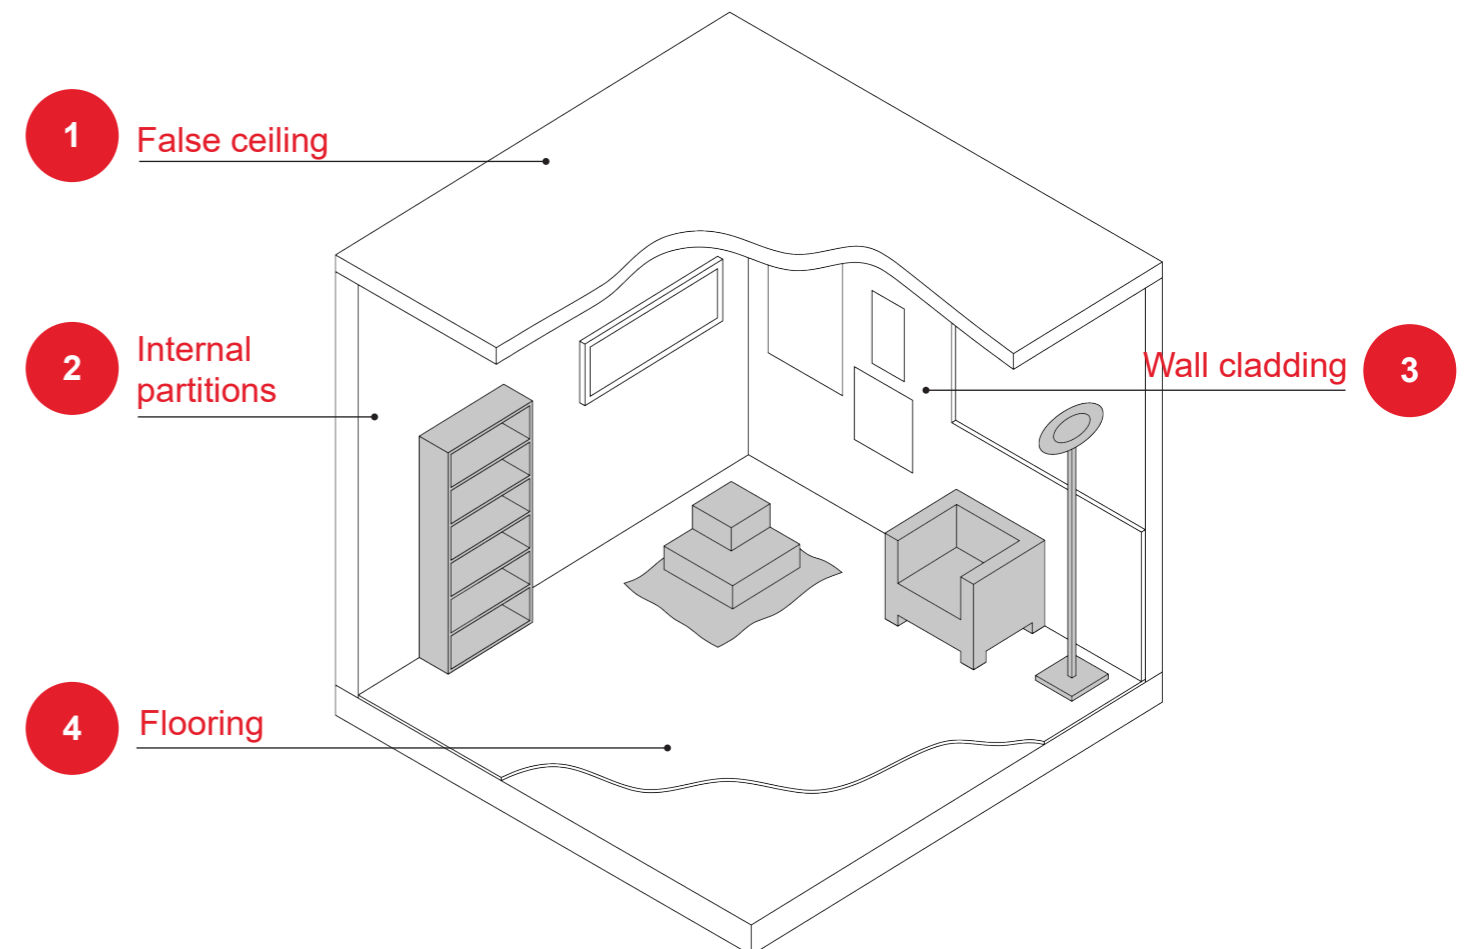 1
False ceiling
2
Internal
partitions
Wall cladding
3
4
Flooring